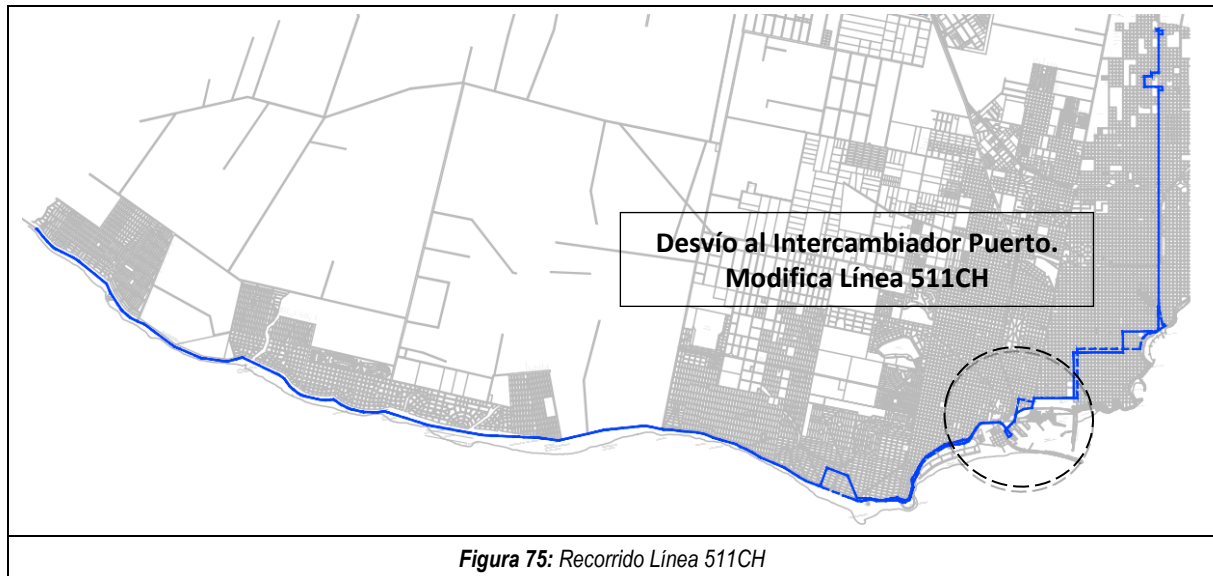 Desvío al Intercambiador Puerto.
Modifica Línea 511CH
Figura 75: Recorrido Línea 511CH